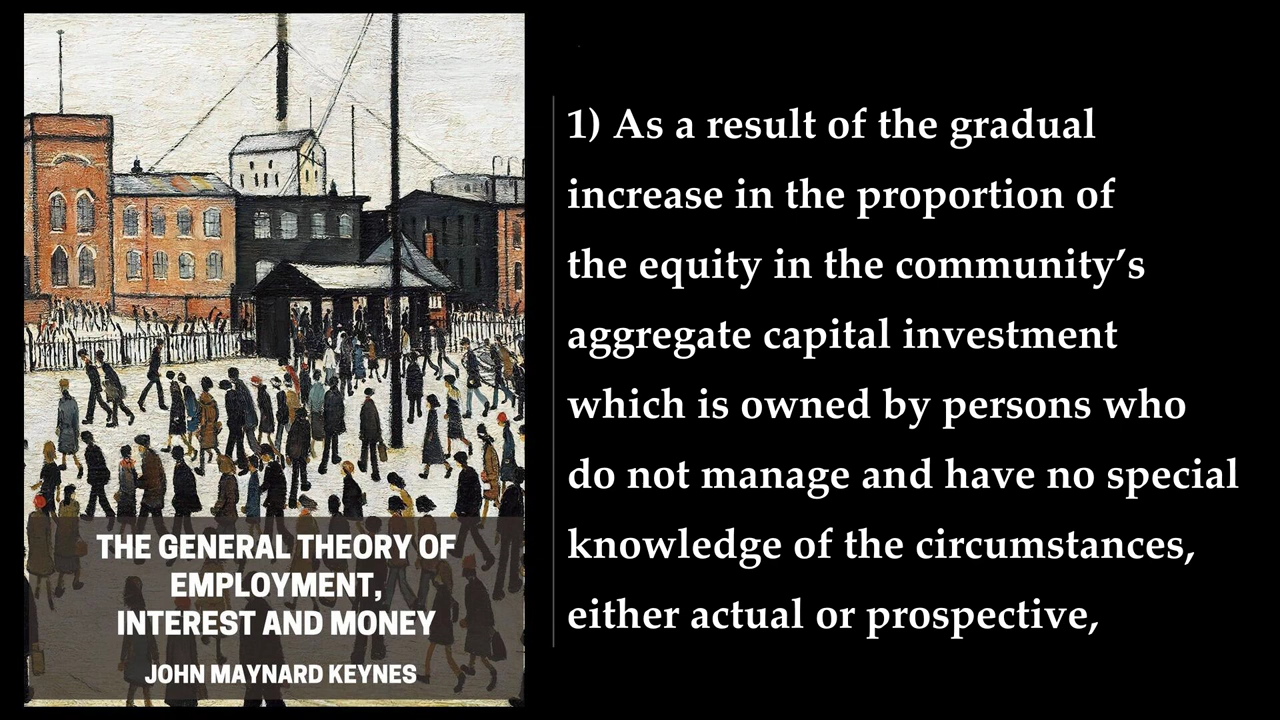 THE GENERAL THEORY OF
EMPLOYMENT,
INTEREST AND MONEY
JOHN MAYNARD KEYNES
1) As a result of the gradual
increase in the proportion of
the equity in the community’s
aggregate capital investment
which is owned by persons who
do not manage and have no special
knowledge of the circumstances,
either actual or prospective,